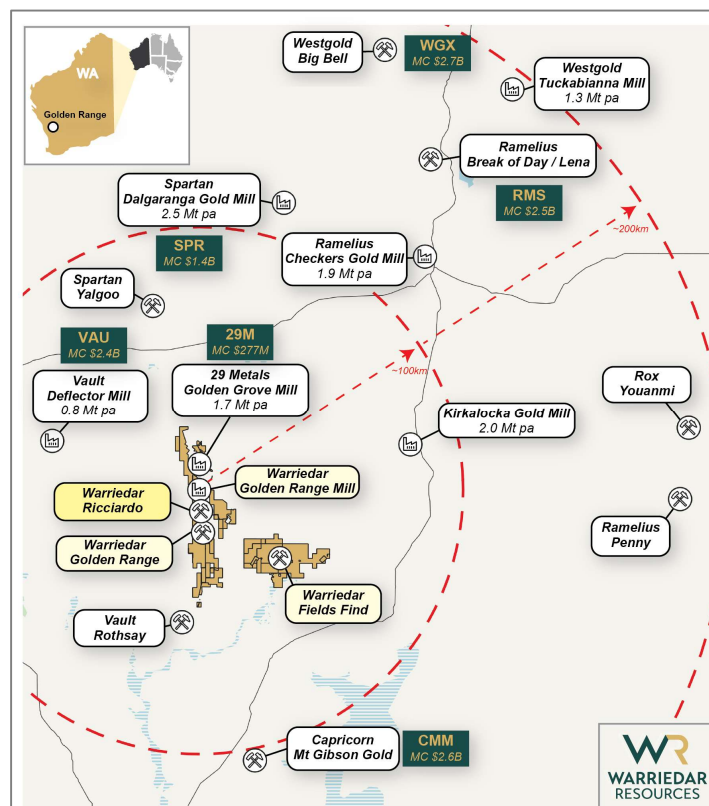 WA
Golden Range
Westgold
Big Bell
WGX
MC $2.7B
Westgold
Tuckabianna Mill
1.3 Mt pa
Ramelius
Break of Day / Lena
RMS
MC $2.5B
Spartan
Dalgaranga Gold Mill
2.5 Mt pa
SPR
MC $1.4B
Ramelius
Checkers Gold Mill
1.9 Mt pa
~200km
Spartan
Yalgoo
VAU
MC $2.4B
29M
MC $277M
Vault
Deflector Mill
0.8 Mt pa
29 Metals
Golden Grove Mill
1.7 Mt pa
~100km
Rox
Youanmi
Kirkalocka Gold Mill
2.0 Mt pa
Warriedar
Golden Range Mill
Warriedar
Ricciardo
Ramelius
Penny
Warriedar
Golden Range
Warriedar
Fields Find
Vault
Rothsay
Capricorn
Mt Gibson Gold
CMM
MC $2.6B
WR
WARRIEDAR
RESOURCES